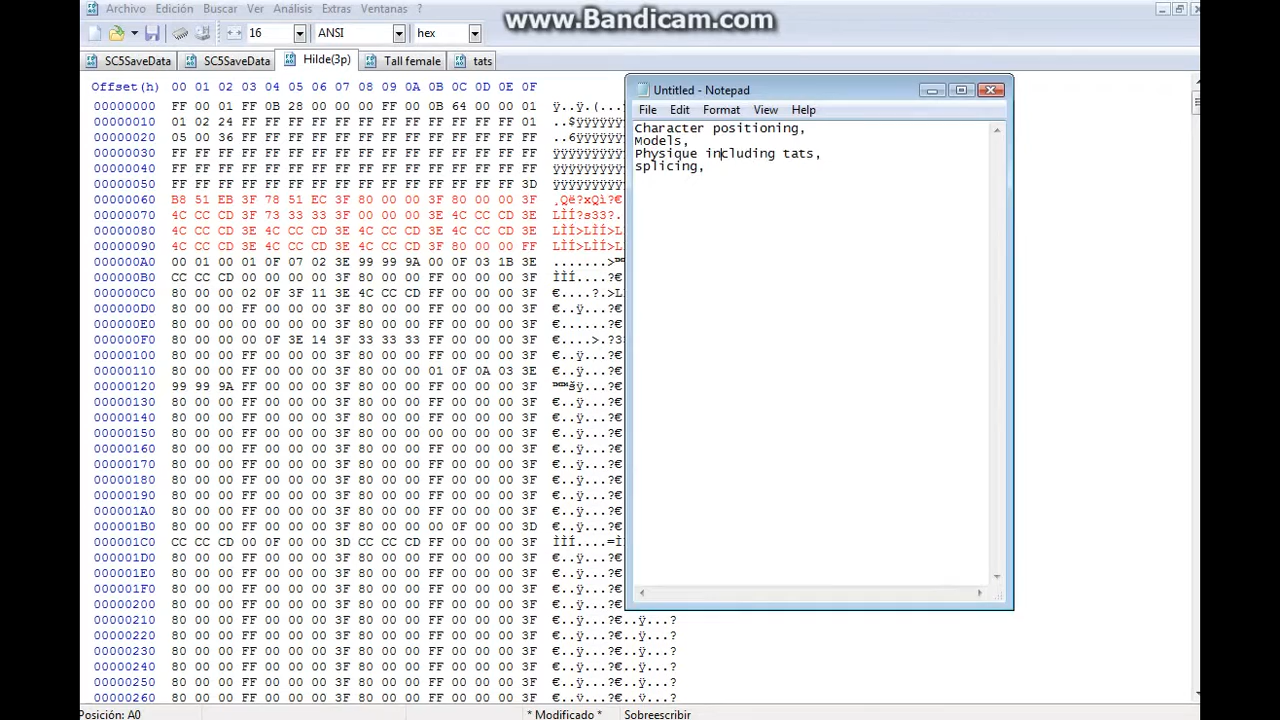 Archivo Edición Buscar Ver Análisis Extras Ventanas ?
www.Bandicam.com
16 ANSI hex
SC5SaveData SC5SaveData Hilde(3p) Tall female tats
Offset(h) 00 01 02 03 04 05 06 07 08 09 0A 0B 0C 0D 0E 0F
Untitled - Notepad
File Edit Format View Help
Character positioning,
Models,
Physique including tats,
splicing,
00000000 FF 00 01 FF 0B 28 00 00 00 FF 00 0B 64 00 00 01
00000010 01 02 24 FF FF FF FF FF FF FF FF FF FF FF FF 01
00000020 05 00 36 FF FF FF FF FF FF FF FF FF FF FF FF FF
00000030 FF FF FF FF FF FF FF FF FF FF FF FF FF FF FF FF
00000040 FF FF FF FF FF FF FF FF FF FF FF FF FF FF FF FF
00000050 FF FF FF FF FF FF FF FF FF FF FF FF FF FF FF 3D
00000060 B8 51 EB 3F 78 51 EC 3F 80 00 00 3F 80 00 00 3F
00000070 4C CC CD 3F 73 33 33 3F 00 00 00 3E 4C CC CD 3E
00000080 4C CC CD 3E 4C CC CD 3E 4C CC CD 3E 4C CC CD 3E
00000090 4C CC CD 3E 4C CC CD 3E 4C CC CD 3F 80 00 00 FF
000000A0 00 01 00 01 0F 07 02 3E 99 99 9A 00 0F 03 1B 3E
000000B0 CC CC CD 00 00 00 00 3F 80 00 00 FF 00 00 00 3F
000000C0 80 00 00 02 0F 3F 11 3E 4C CC CD FF 00 00 00 3F
000000D0 80 00 00 FF 00 00 00 3F 80 00 00 FF 00 00 00 3F
000000E0 80 00 00 00 00 00 00 3F 80 00 00 FF 00 00 00 3F
000000F0 80 00 00 00 0F 3E 14 3F 33 33 33 FF 00 00 00 3F
00000100 80 00 00 FF 00 00 00 3F 80 00 00 FF 00 00 00 3F
00000110 80 00 00 FF 00 00 00 3F 80 00 00 01 0F 0A 03 3E
00000120 99 99 9A FF 00 00 00 3F 80 00 00 FF 00 00 00 3F
00000130 80 00 00 FF 00 00 00 3F 80 00 00 FF 00 00 00 3F
00000140 80 00 00 FF 00 00 00 3F 80 00 00 FF 00 00 00 3F
00000150 80 00 00 FF 00 00 00 3F 80 00 00 00 00 00 00 3F
00000160 80 00 00 FF 00 00 00 3F 80 00 00 FF 00 00 00 3F
00000170 80 00 00 FF 00 00 00 3F 80 00 00 FF 00 00 00 3F
00000180 80 00 00 FF 00 00 00 3F 80 00 00 FF 00 00 00 3F
00000190 80 00 00 FF 00 00 00 3F 80 00 00 FF 00 00 00 3F
000001A0 80 00 00 FF 00 00 00 3F 80 00 00 FF 00 00 00 3F
000001B0 80 00 00 FF 00 00 00 3F 80 00 00 00 00 0F 00 3D
000001C0 CC CC CD 00 0F 00 00 3D CC CC CD FF 00 00 00 3F
000001D0 80 00 00 FF 00 00 00 3F 80 00 00 FF 00 00 00 3F
000001E0 80 00 00 FF 00 00 00 3F 80 00 00 FF 00 00 00 3F
000001F0 80 00 00 FF 00 00 00 3F 80 00 00 FF 00 00 00 3F
00000200 80 00 00 FF 00 00 00 3F 80 00 00 FF 00 00 00 3F
00000210 80 00 00 FF 00 00 00 3F 80 00 00 FF 00 00 00 3F €..ÿ...?€..ÿ...?
00000220 80 00 00 FF 00 00 00 3F 80 00 00 FF 00 00 00 3F €..ÿ...?€..ÿ...?
00000230 80 00 00 FF 00 00 00 3F 80 00 00 FF 00 00 00 3F €..ÿ...?€..ÿ...?
00000240 80 00 00 FF 00 00 00 3F 80 00 00 FF 00 00 00 3F €..ÿ...?€..ÿ...?
00000250 80 00 00 FF 00 00 00 3F 80 00 00 FF 00 00 00 3F €..ÿ...?€..ÿ...?
00000260 80 00 00 FF 00 00 00 3F 80 00 00 FF 00 00 00 3F €..ÿ...?€..ÿ...?
Posición: A0 * Modificado * Sobreescribir